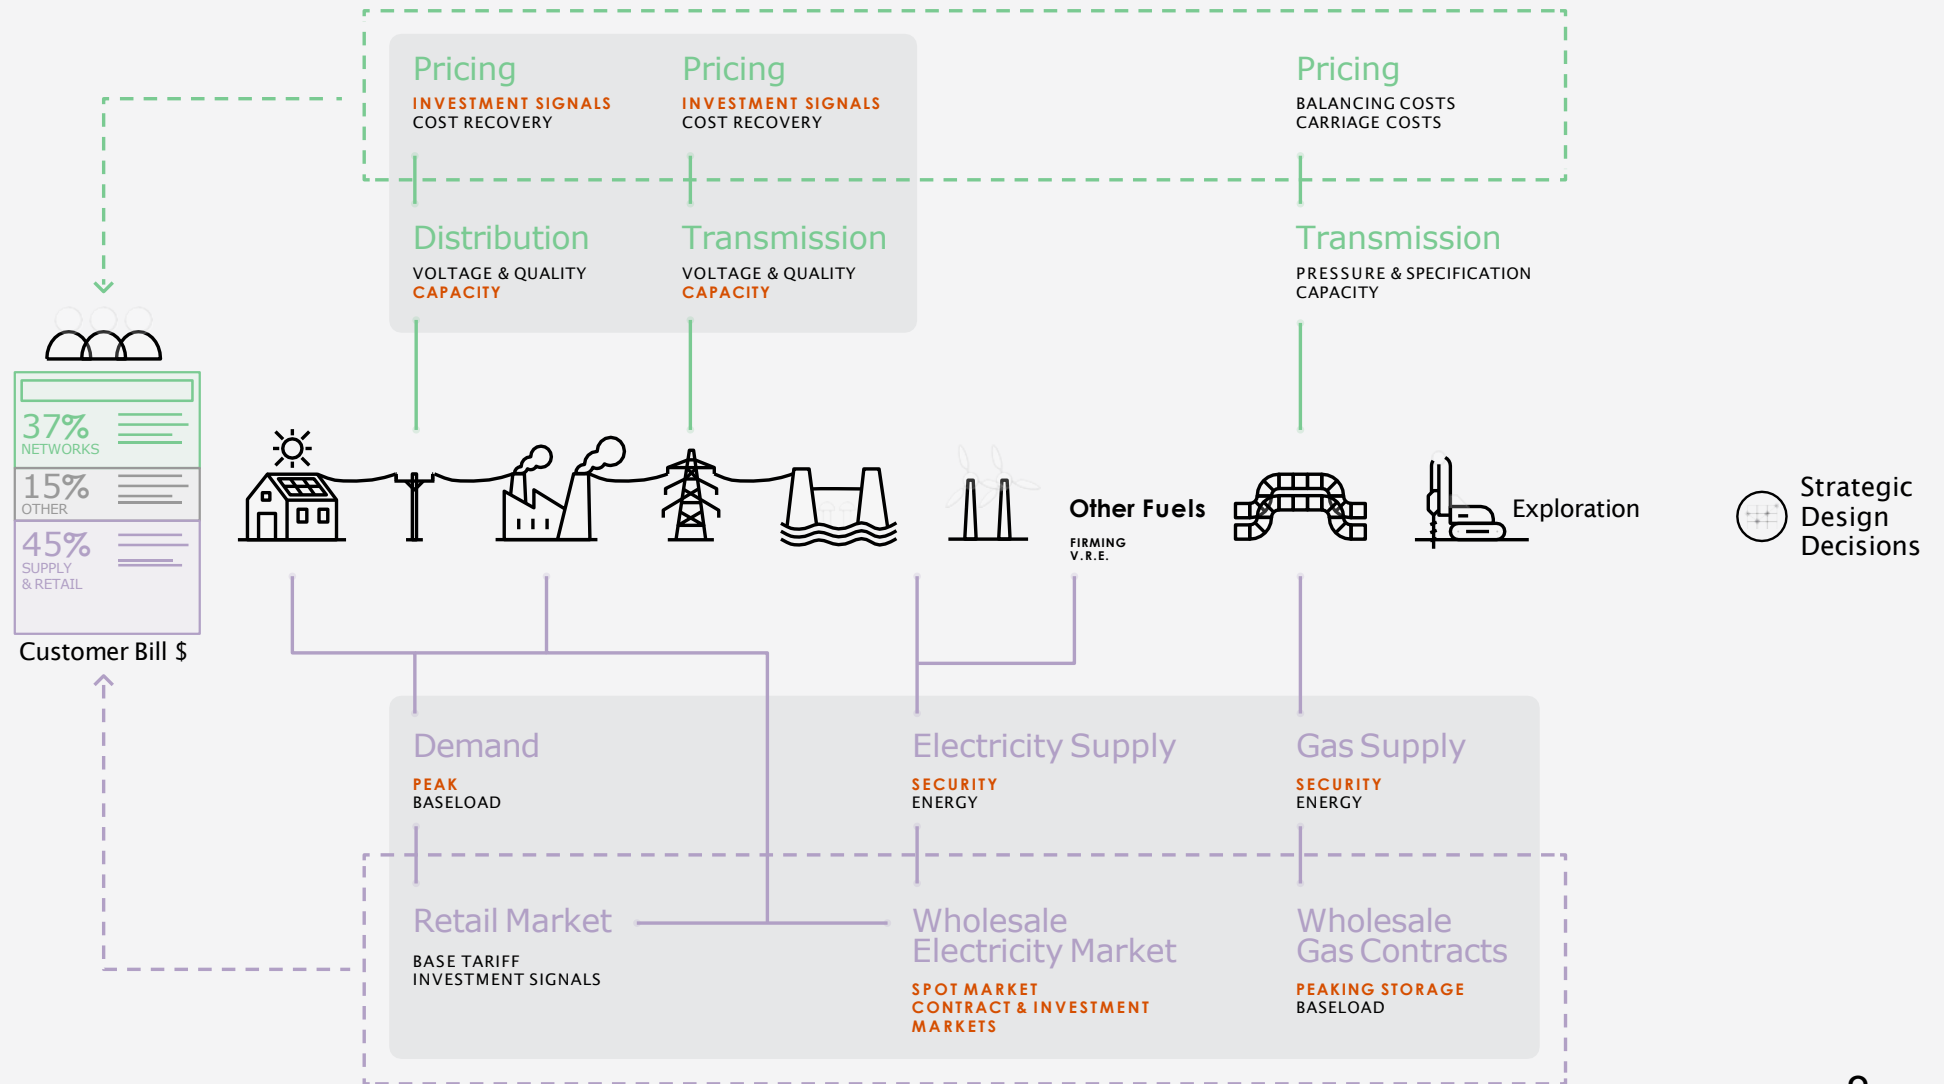 Pricing
INVESTMENT SIGNALS
COST RECOVERY
Pricing
INVESTMENT SIGNALS
COST RECOVERY
Pricing
BALANCING COSTS
CARRIAGE COSTS
Distribution
VOLTAGE & QUALITY
CAPACITY
Transmission
VOLTAGE & QUALITY
CAPACITY
Transmission
PRESSURE & SPECIFICATION
CAPACITY
37%
NETWORKS
15%
OTHER
45%
SUPPLY
& RETAIL
Customer Bill $
Other Fuels
FIRMING
V.R.E.
Exploration
Strategic
Design
Decisions
Demand
PEAK
BASELOAD
Electricity Supply
SECURITY
ENERGY
Gas Supply
SECURITY
ENERGY
Retail Market
BASE TARIFF
INVESTMENT SIGNALS
Wholesale
Electricity Market
SPOT MARKET
CONTRACT & INVESTMENT
MARKETS
Wholesale
Gas Contracts
PEAKING STORAGE
BASELOAD